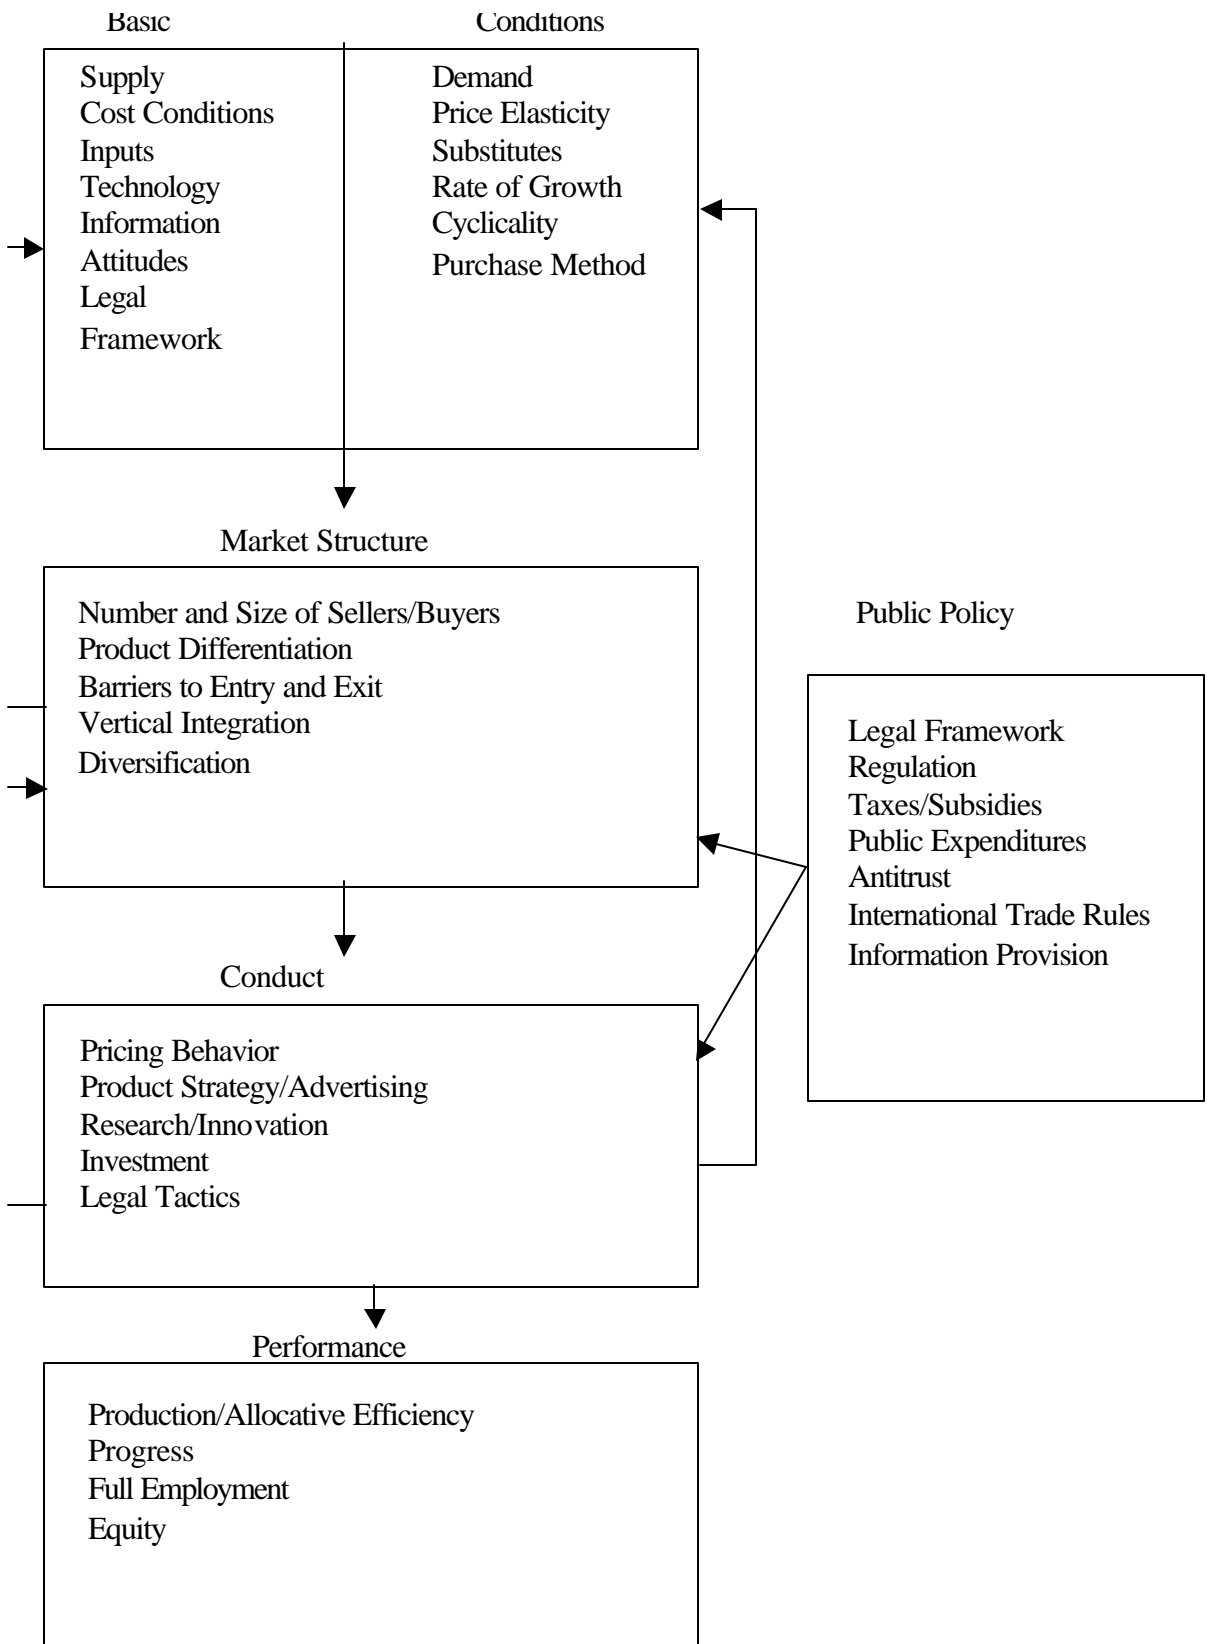 Basic Conditions
Supply
Cost Conditions
Inputs
Technology
Information
Attitudes
Legal
Framework
Demand
Price Elasticity
Substitutes
Rate of Growth
Cyclicality
Purchase Method
Market Structure
Number and Size of Sellers/Buyers
Product Differentiation
Barriers to Entry and Exit
Vertical Integration
Diversification
Public Policy
Legal Framework
Regulation
Taxes/Subsidies
Public Expenditures
Antitrust
International Trade Rules
Information Provision
Conduct
Pricing Behavior
Product Strategy/Advertising
Research/Innovation
Investment
Legal Tactics
Performance
Production/Allocative Efficiency
Progress
Full Employment
Equity